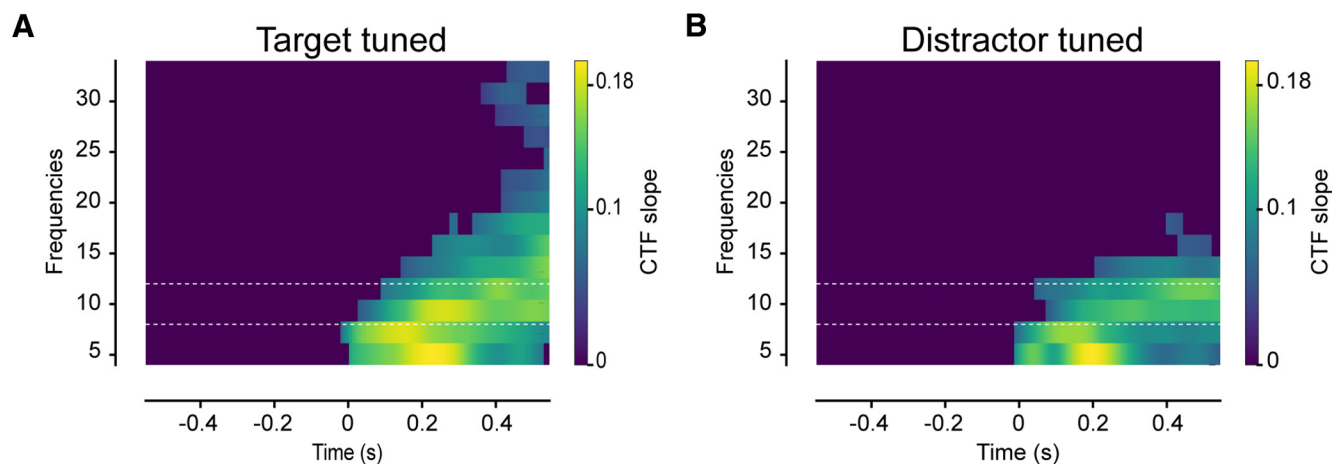 A
Target tuned
Frequencies
30
25
20
15
10
5
-0.4 -0.2 0 0.2 0.4
Time (s)
0.18
0.1
0
CTF slope
B
Distractor tuned
Frequencies
30
25
20
15
10
5
-0.4 -0.2 0 0.2 0.4
Time (s)
0.18
0.1
0
CTF slope